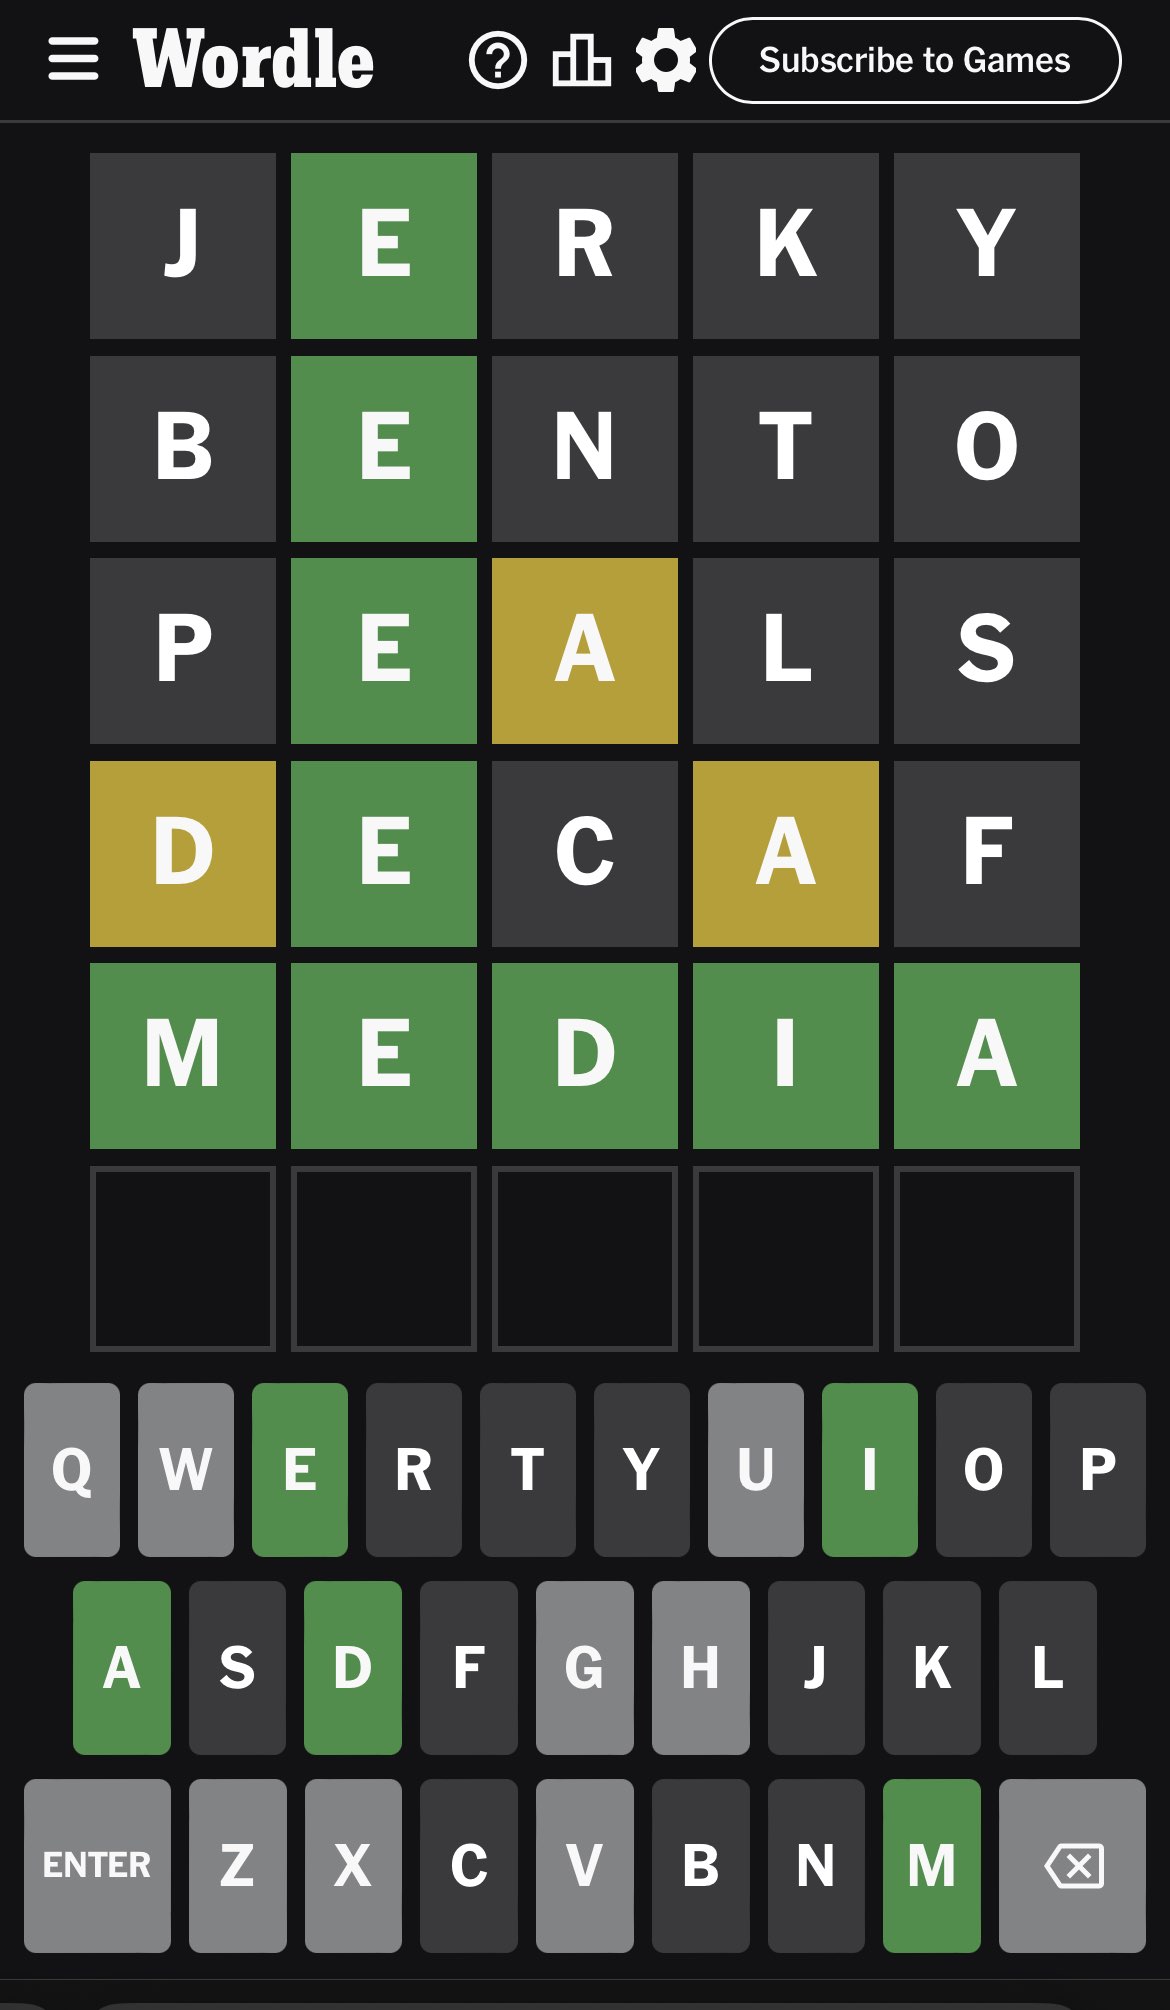 Wordle
Subscribe to Games
J E R K Y
B E N T O
P E A L S
D E C A F
M E D I A
Q W E R T Y U I O P
A S D F G H J K L
ENTER Z X C V B N M